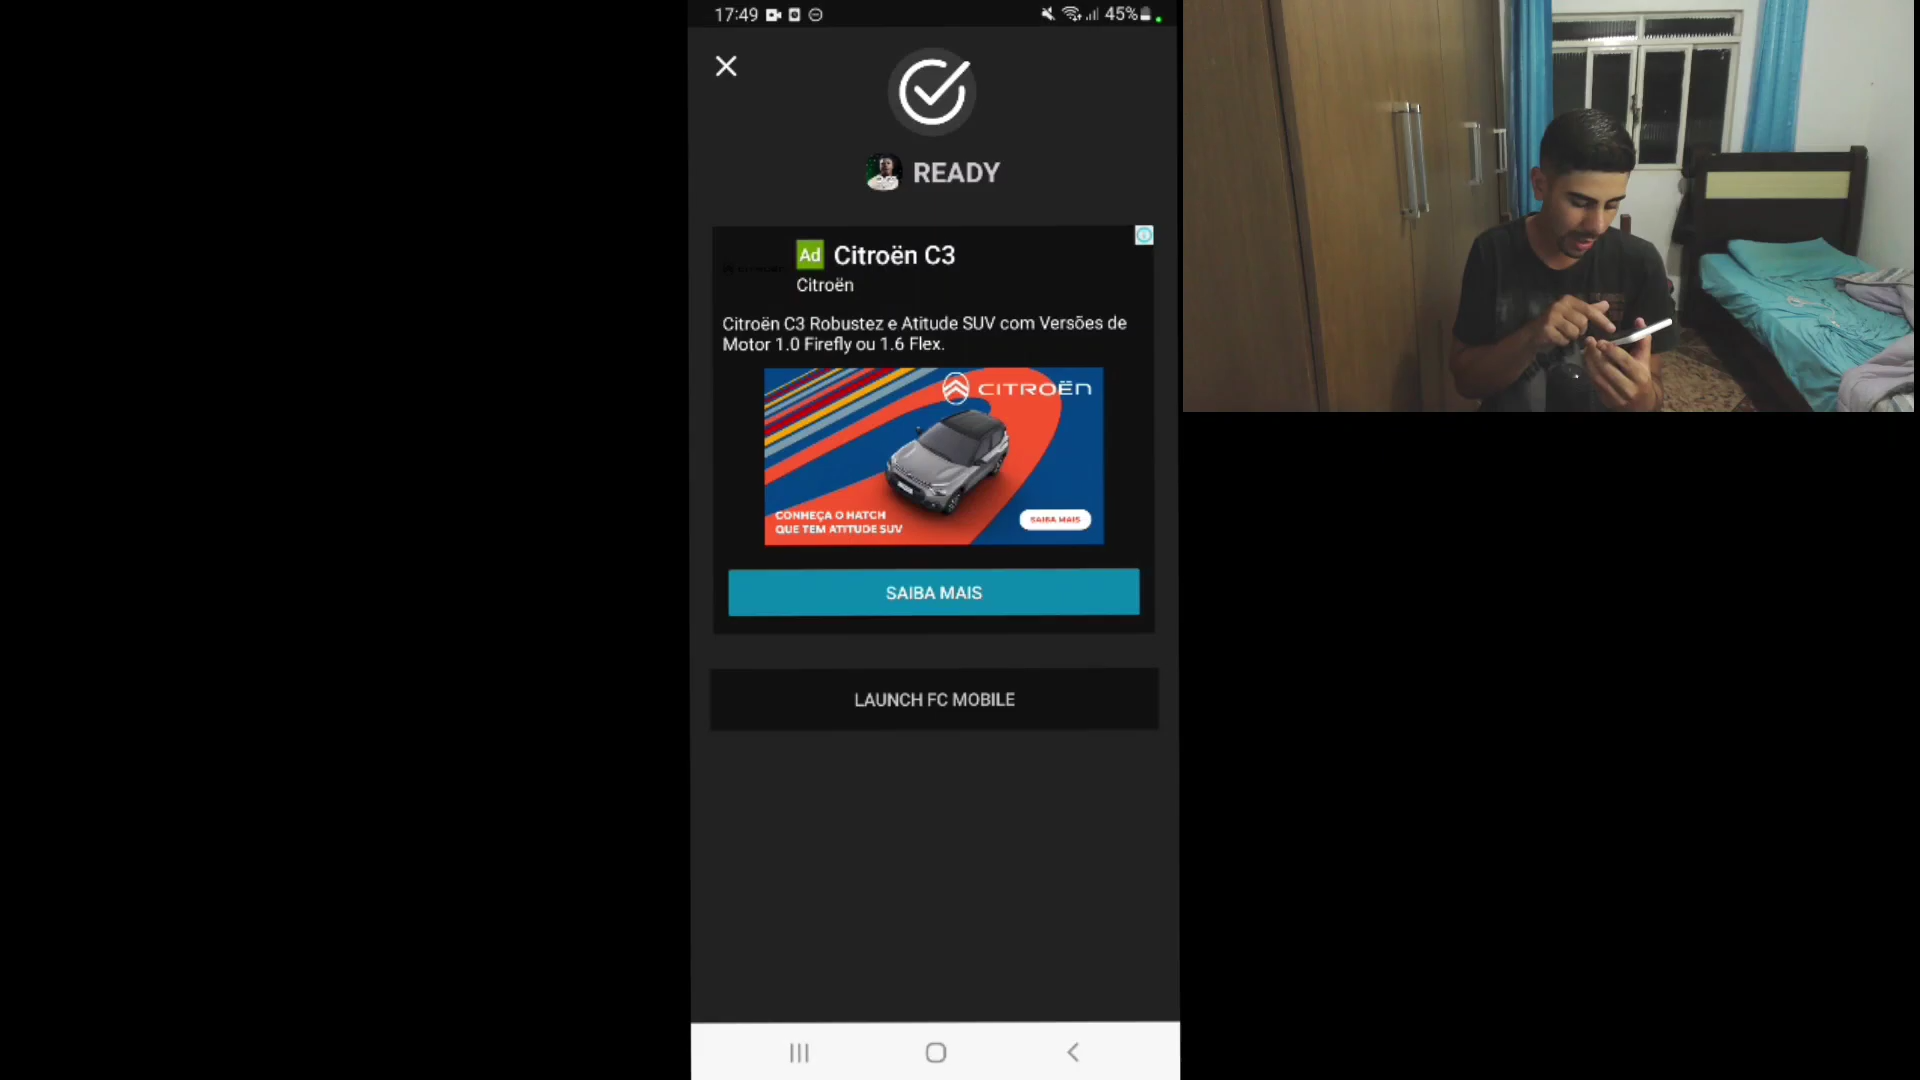 17:49
45%
READY
Ad Citroën C3
Citroën
Citroën C3 Robustez e Atitude SUV com Versões de
Motor 1.0 Firefly ou 1.6 Flex.
CITROËN
CONHEÇA O HATCH
QUE TEM ATITUDE SUV
SAIBA MAIS
SAIBA MAIS
LAUNCH FC MOBILE